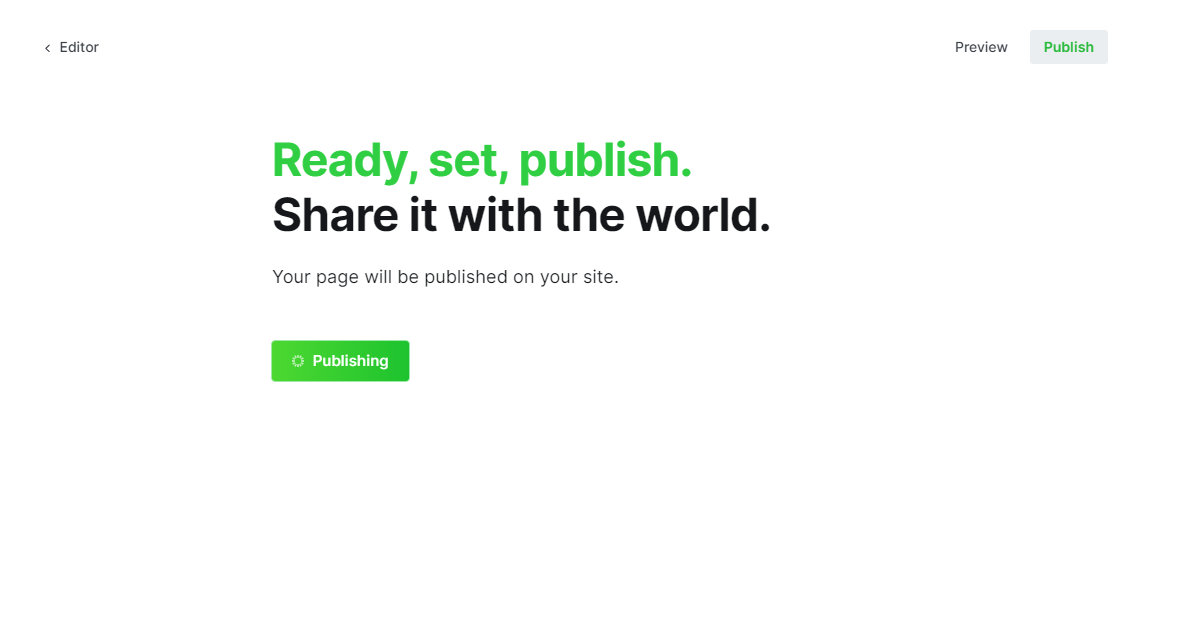 Editor
Preview
Publish
Ready, set, publish.
Share it with the world.
Your page will be published on your site.
Publishing